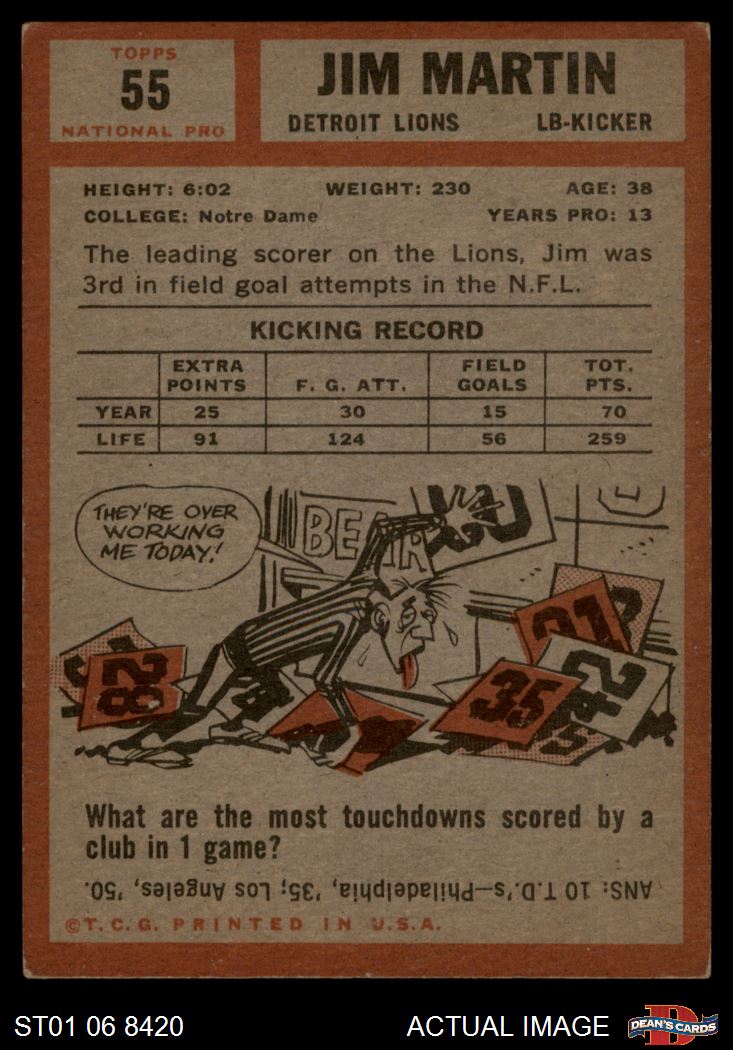 TOPPS
55
NATIONAL PRO
JIM MARTIN
DETROIT LIONS LB-KICKER
HEIGHT: 6:02 WEIGHT: 230 AGE: 38
COLLEGE: Notre Dame YEARS PRO: 13
The leading scorer on the Lions, Jim was
3rd in field goal attempts in the N.F.L.
KICKING RECORD
EXTRA POINTS F. G. ATT. FIELD GOALS TOT. PTS.
YEAR 25 30 15 70
LIFE 91 124 56 259
THEY'RE OVER
WORKING
ME TODAY!
BEAR
28
31
42
35
5
What are the most touchdowns scored by a
club in 1 game?
ANS: 10 T.D.'s—Philadelphia, '35; Los Angeles, '50.
©T.C.G. PRINTED IN U.S.A.
ST01 06 8420 ACTUAL IMAGE
D
DEAN'S CARDS